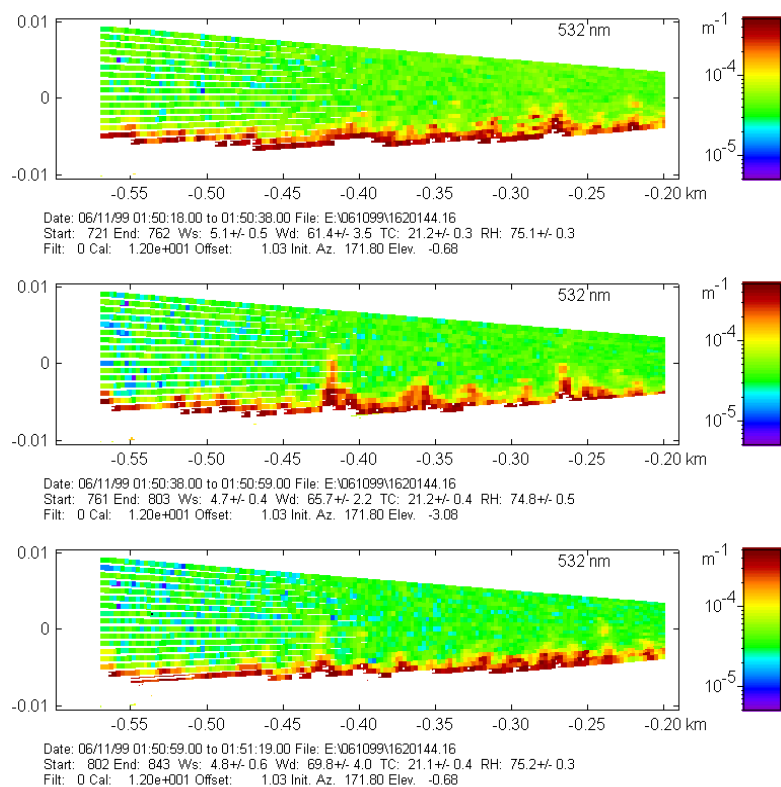 0.01
532 nm
m-1
10-4
0
10-5
-0.01
-0.55 -0.50 -0.45 -0.40 -0.35 -0.30 -0.25 -0.20 km
Date: 06/11/99 01:50:18.00 to 01:50:38.00 File: E:\061099\1620144.16
Start: 721 End: 762 Ws: 5.1+/- 0.5 Wd: 61.4+/- 3.5 TC: 21.2+/- 0.3 RH: 75.1+/- 0.3
Filt: 0 Cal: 1.20e+001 Offset: 1.03 Init. Az. 171.80 Elev. -0.68
0.01
532 nm
m-1
10-4
0
10-5
-0.01
-0.55 -0.50 -0.45 -0.40 -0.35 -0.30 -0.25 -0.20 km
Date: 06/11/99 01:50:38.00 to 01:50:59.00 File: E:\061099\1620144.16
Start: 761 End: 803 Ws: 4.7+/- 0.4 Wd: 65.7+/- 2.2 TC: 21.2+/- 0.4 RH: 74.8+/- 0.5
Filt: 0 Cal: 1.20e+001 Offset: 1.03 Init. Az. 171.80 Elev. -3.08
0.01
532 nm
m-1
10-4
0
10-5
-0.01
-0.55 -0.50 -0.45 -0.40 -0.35 -0.30 -0.25 -0.20 km
Date: 06/11/99 01:50:59.00 to 01:51:19.00 File: E:\061099\1620144.16
Start: 802 End: 843 Ws: 4.8+/- 0.6 Wd: 69.8+/- 4.0 TC: 21.1+/- 0.4 RH: 75.2+/- 0.3
Filt: 0 Cal: 1.20e+001 Offset: 1.03 Init. Az. 171.80 Elev. -0.68